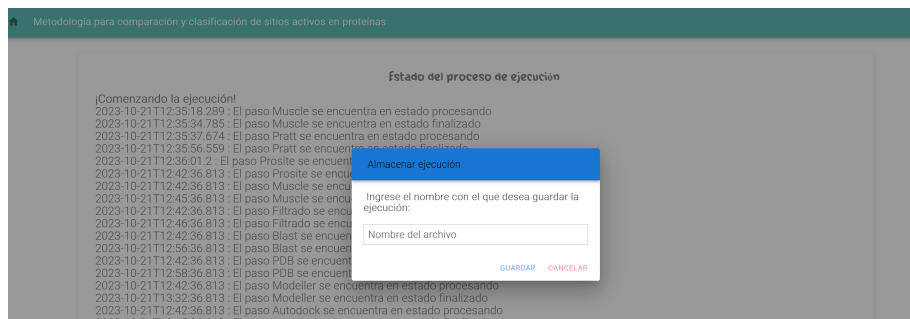 Metodología para comparación y clasificación de sitios activos en proteínas
Estado del proceso de ejecución
¡Comenzando la ejecución!
2023-10-21T12:35:18.289 : El paso Muscle se encuentra en estado procesando
2023-10-21T12:35:34.785 : El paso Muscle se encuentra en estado finalizado
2023-10-21T12:35:37.674 : El paso Pratt se encuentra en estado procesando
2023-10-21T12:35:56.559 : El paso Pratt se encuentra en estado finalizado
2023-10-21T12:36:01.2 : El paso Prosite se encuent
2023-10-21T12:42:36.813 : El paso Prosite se encu
2023-10-21T12:42:36.813 : El paso Muscle se encu
2023-10-21T12:45:36.813 : El paso Muscle se encu
2023-10-21T12:42:36.813 : El paso Filtrado se encu
2023-10-21T12:46:36.813 : El paso Filtrado se encu
2023-10-21T12:42:36.813 : El paso Blast se encuen
2023-10-21T12:56:36.813 : El paso Blast se encuen
2023-10-21T12:42:36.813 : El paso PDB se encuent
2023-10-21T12:58:36.813 : El paso PDB se encuent
2023-10-21T12:42:36.813 : El paso Modeller se encuentra en estado procesando
2023-10-21T13:32:36.813 : El paso Modeller se encuentra en estado finalizado
2023-10-21T12:42:36.813 : El paso Autodock se encuentra en estado procesando
Almacenar ejecución
Ingrese el nombre con el que desea guardar la
ejecución:
Nombre del archivo
GUARDAR CANCELAR